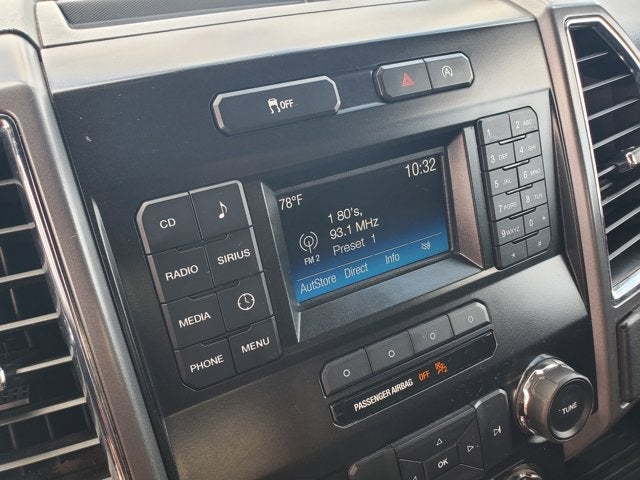 OFF
A
78°F
10:32
1 80's,
93.1 MHz
Preset 1
FM 2
AutStore Direct Info
CD
RADIO SIRIUS
MEDIA
PHONE MENU
1 2 ABC
3 DEF 4 GHI
5 JKL 6 MNO
7 PQRS 8 TUV
9 WXYZ 0 +
* #
PASSENGER AIRBAG OFF
TUNE
OK